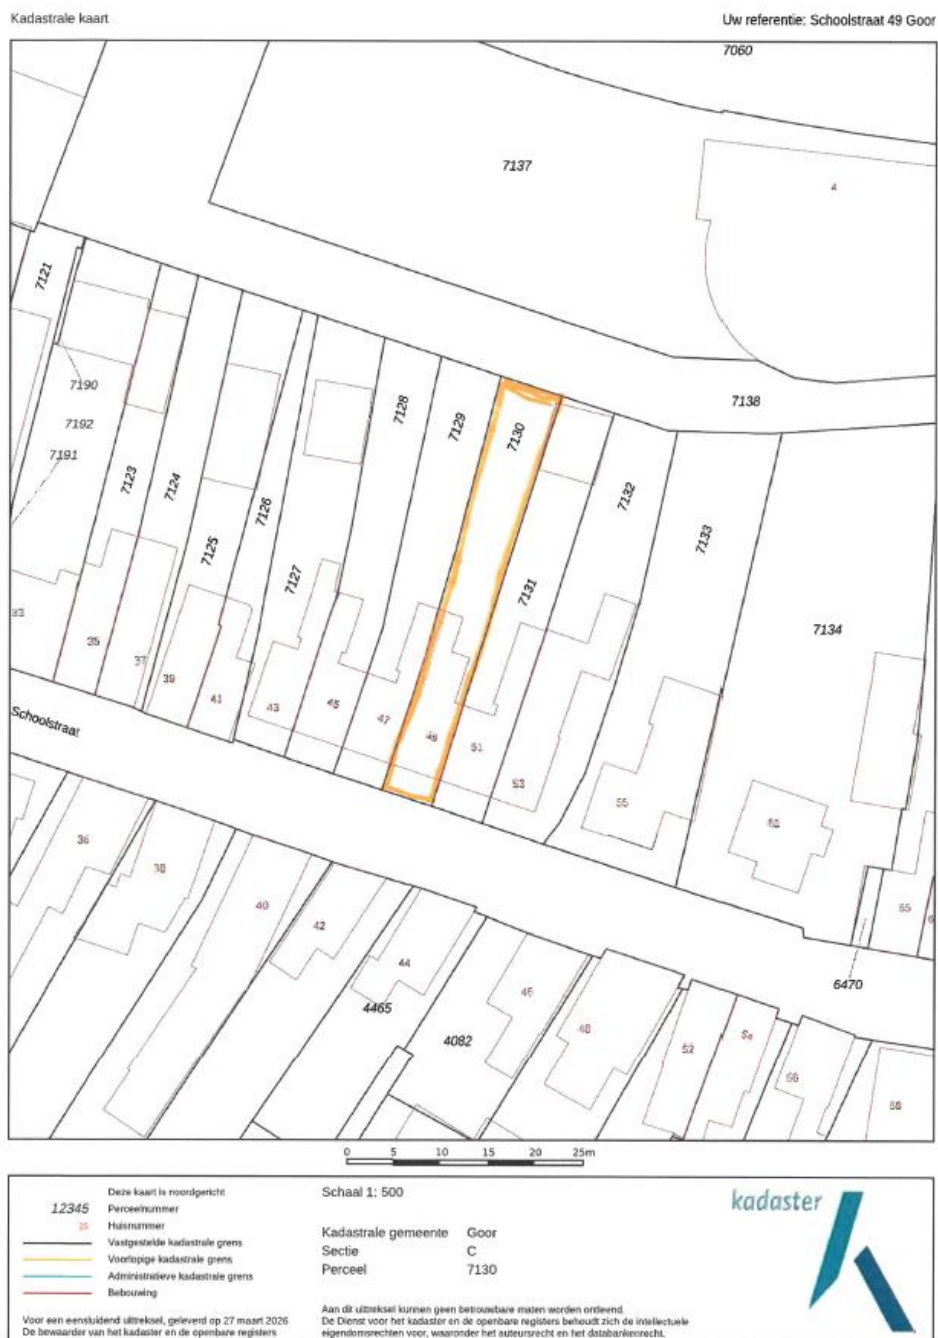 Kadastrale kaart
Uw referentie: Schoolstraat 49 Goor
7060
7137
4
7121
7190
7138
7128
7129
7130
7192
7191
7123
7124
7126
7132
7125
7133
7127
7131
7134
33
35
37
39
41
43
45
47
49
51
53
55
Schoolstraat
36
38
40
42
44
4465
46
4082
48
52
54
56
58
65
6470
0 5 10 15 20 25m
Deze kaart is noordgericht
12345 Perceelnummer
25 Huisnummer
Vastgestelde kadastrale grens
Voorlopige kadastrale grens
Administratieve kadastrale grens
Bebouwing
Voor een eensluidend uittreksel, geleverd op 27 maart 2026
De bewaarder van het kadaster en de openbare registers
Schaal 1: 500
Kadastrale gemeente Goor
Sectie C
Perceel 7130
Aan dit uittreksel kunnen geen betrouwbare maten worden ontleend.
De Dienst voor het kadaster en de openbare registers behoudt zich de intellectuele
eigendomsrechten voor, waaronder het auteursrecht en het databankenrecht.
kadaster